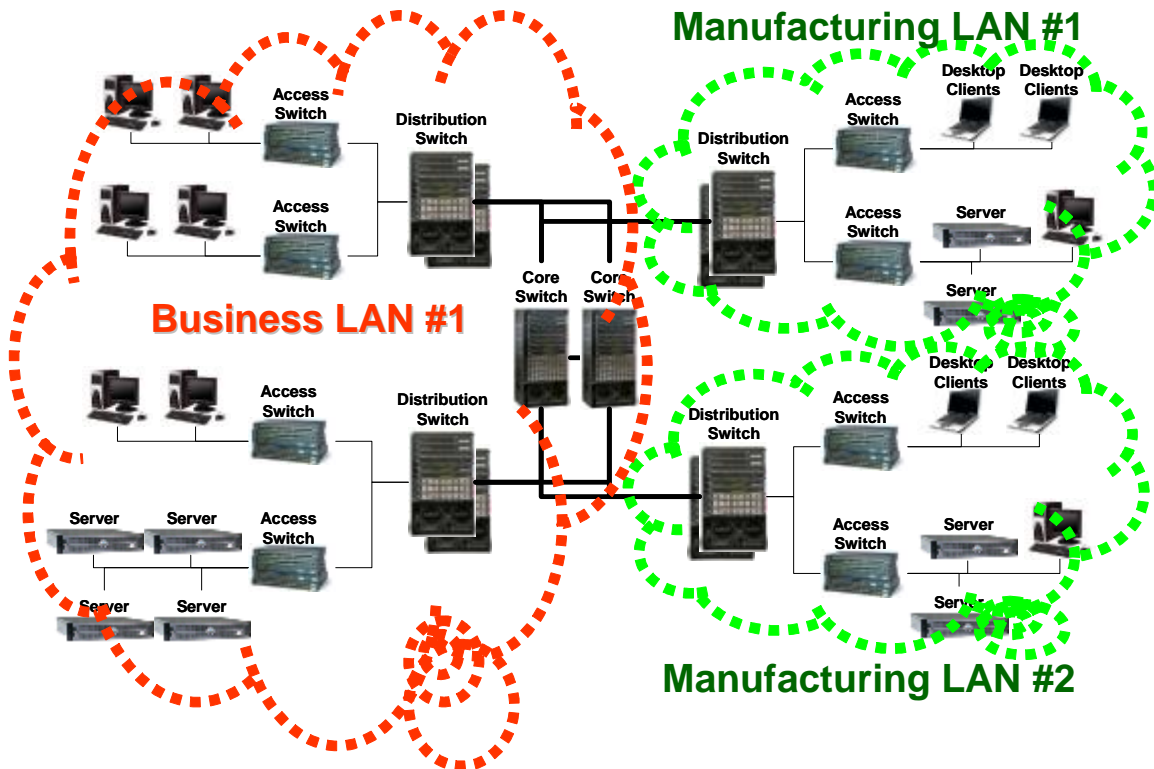 Manufacturing LAN #1
Access
Switch
Distribution
Switch
Access
Switch
Business LAN #1
Core
Switch
Core
Switch
Distribution
Switch
Access
Switch
Desktop
Clients
Desktop
Clients
Access
Switch
Server
Server
Access
Switch
Distribution
Switch
Server
Server
Access
Switch
Server
Server
Distribution
Switch
Access
Switch
Desktop
Clients
Desktop
Clients
Access
Switch
Server
Server
Manufacturing LAN #2